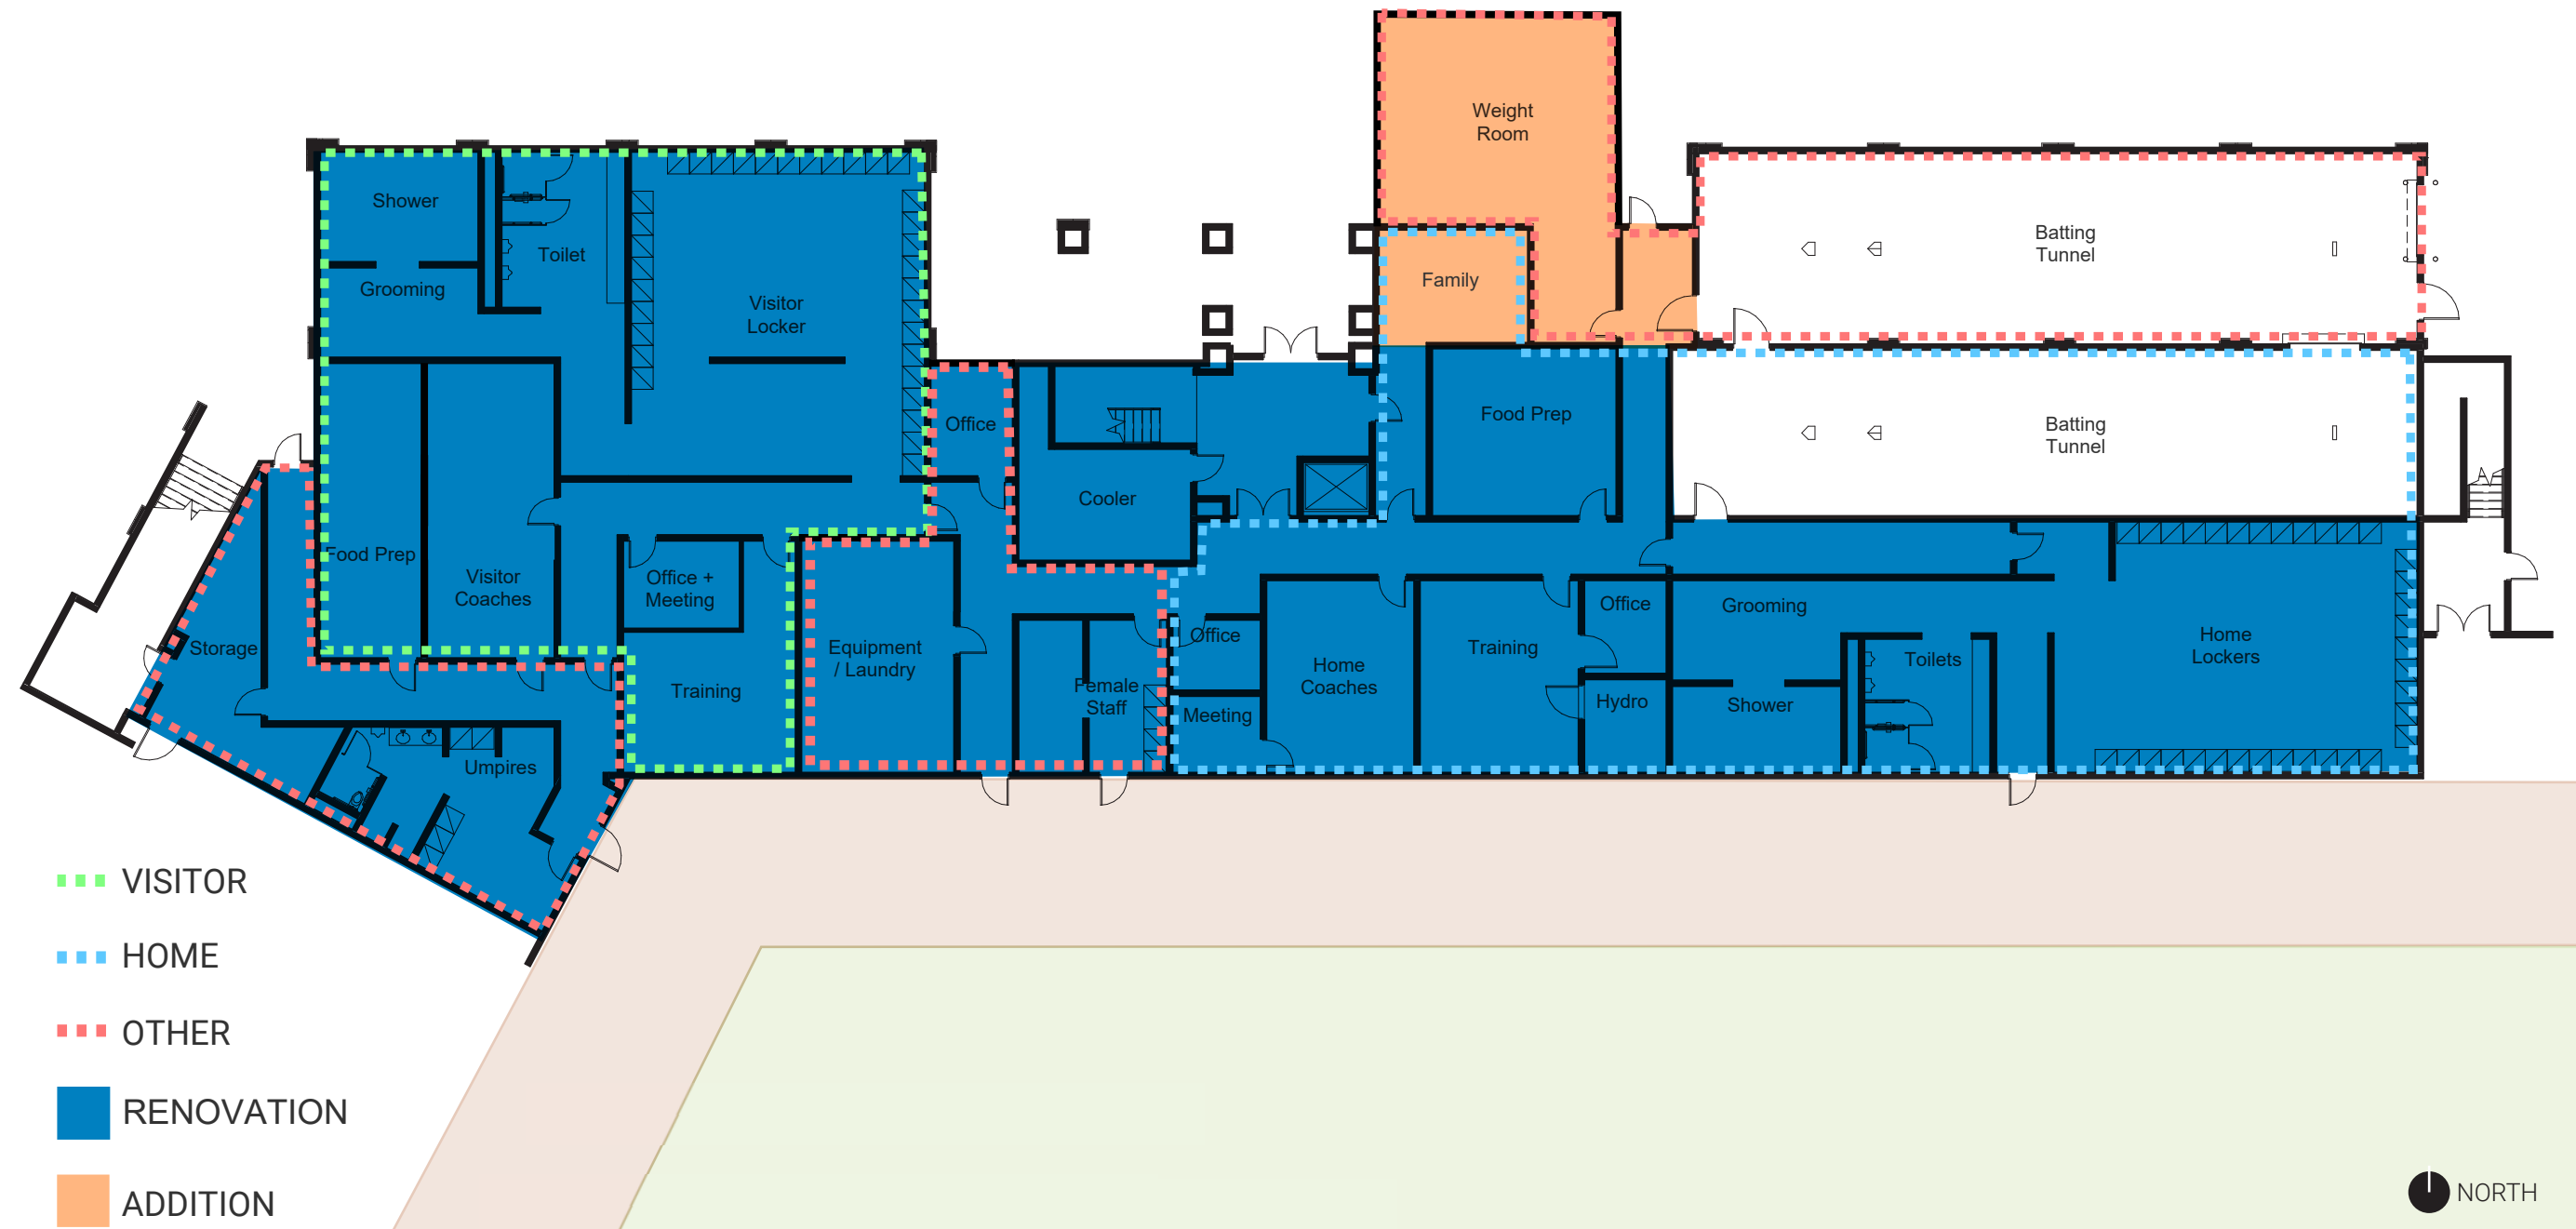 Weight
Room
Shower
Toilet
Grooming
Visitor
Locker
Family
Batting
Tunnel
Office
Food Prep
Batting
Tunnel
Cooler
Food Prep
Visitor
Coaches
Office +
Meeting
Storage
Training
Equipment
/ Laundry
Female
Staff
Office
Meeting
Home
Coaches
Training
Office
Hydro
Grooming
Shower
Toilets
Home
Lockers
Umpires
VISITOR
HOME
OTHER
RENOVATION
ADDITION
NORTH